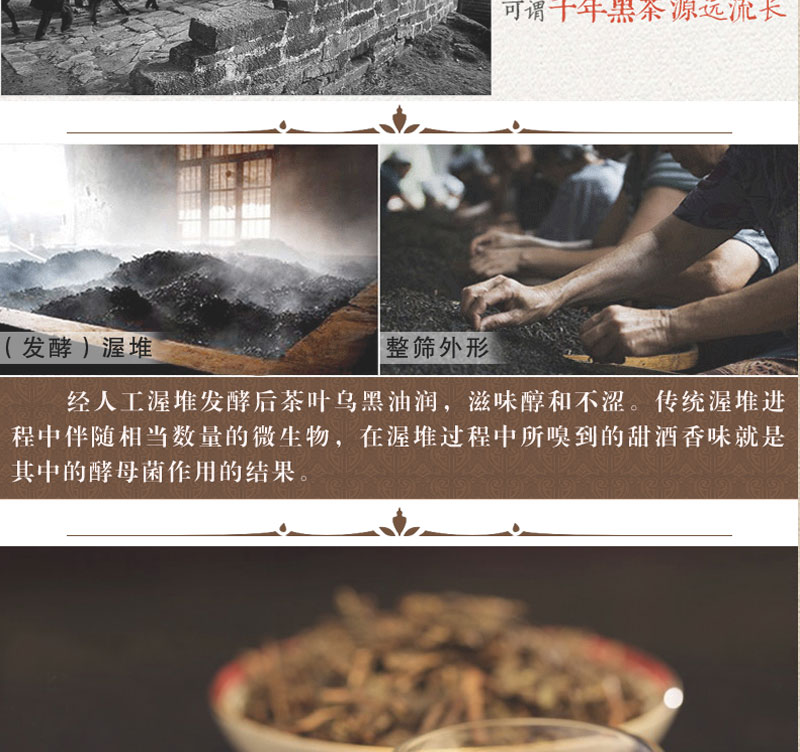 可谓千年黑茶源远流长
（发酵）渥堆
整筛外形
经人工渥堆发酵后茶叶乌黑油润，滋味醇和不涩。传统渥堆进
程中伴随相当数量的微生物，在渥堆过程中所嗅到的甜酒香味就是
其中的酵母菌作用的结果。